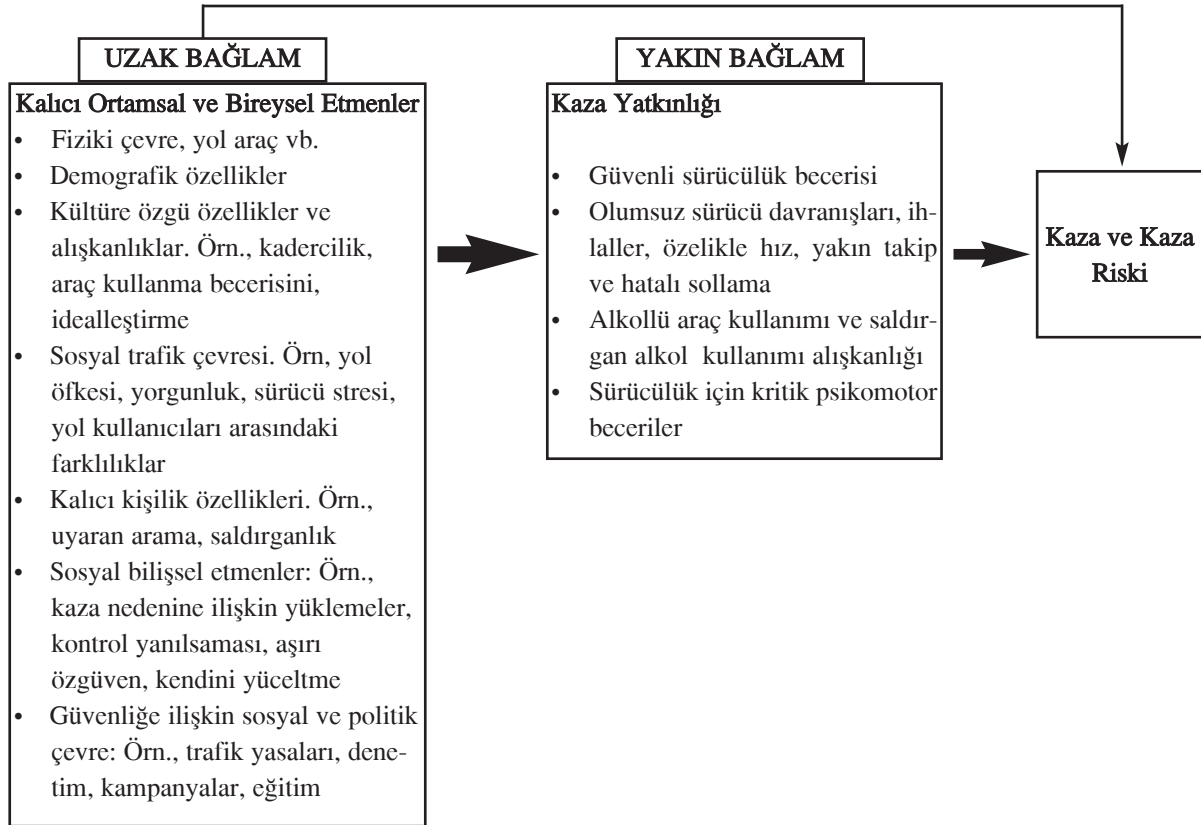 UZAK BAĞLAM
Kalıcı Ortamsal ve Bireysel Etmenler
• Fiziki çevre, yol araç vb.
• Demografik özellikler
• Kültüre özgü özellikler ve
alışkanlıklar. Örn., kadercilik,
araç kullanma becerisini,
idealleştirme
• Sosyal trafik çevresi. Örn, yol
öfkesi, yorgunluk, sürücü stresi,
yol kullanıcıları arasındaki
farklılıklar
• Kalıcı kişilik özellikleri. Örn.,
uyaran arama, saldırganlık
• Sosyal bilişsel etmenler: Örn.,
kaza nedenine ilişkin yüklemeler,
kontrol yanılsaması, aşırı
özgüven, kendini yüceltme
• Güvenliğe ilişkin sosyal ve politik
çevre: Örn., trafik yasaları, dene-
tim, kampanyalar, eğitim
YAKIN BAĞLAM
Kaza Yatkınlığı
• Güvenli sürücülük becerisi
• Olumsuz sürücü davranışları, ih-
laller, özelikle hız, yakın takip
ve hatalı sollama
• Alkollü araç kullanımı ve saldır-
gan alkol kullanımı alışkanlığı
• Sürücülük için kritik psikomotor
beceriler
Kaza ve Kaza
Riski